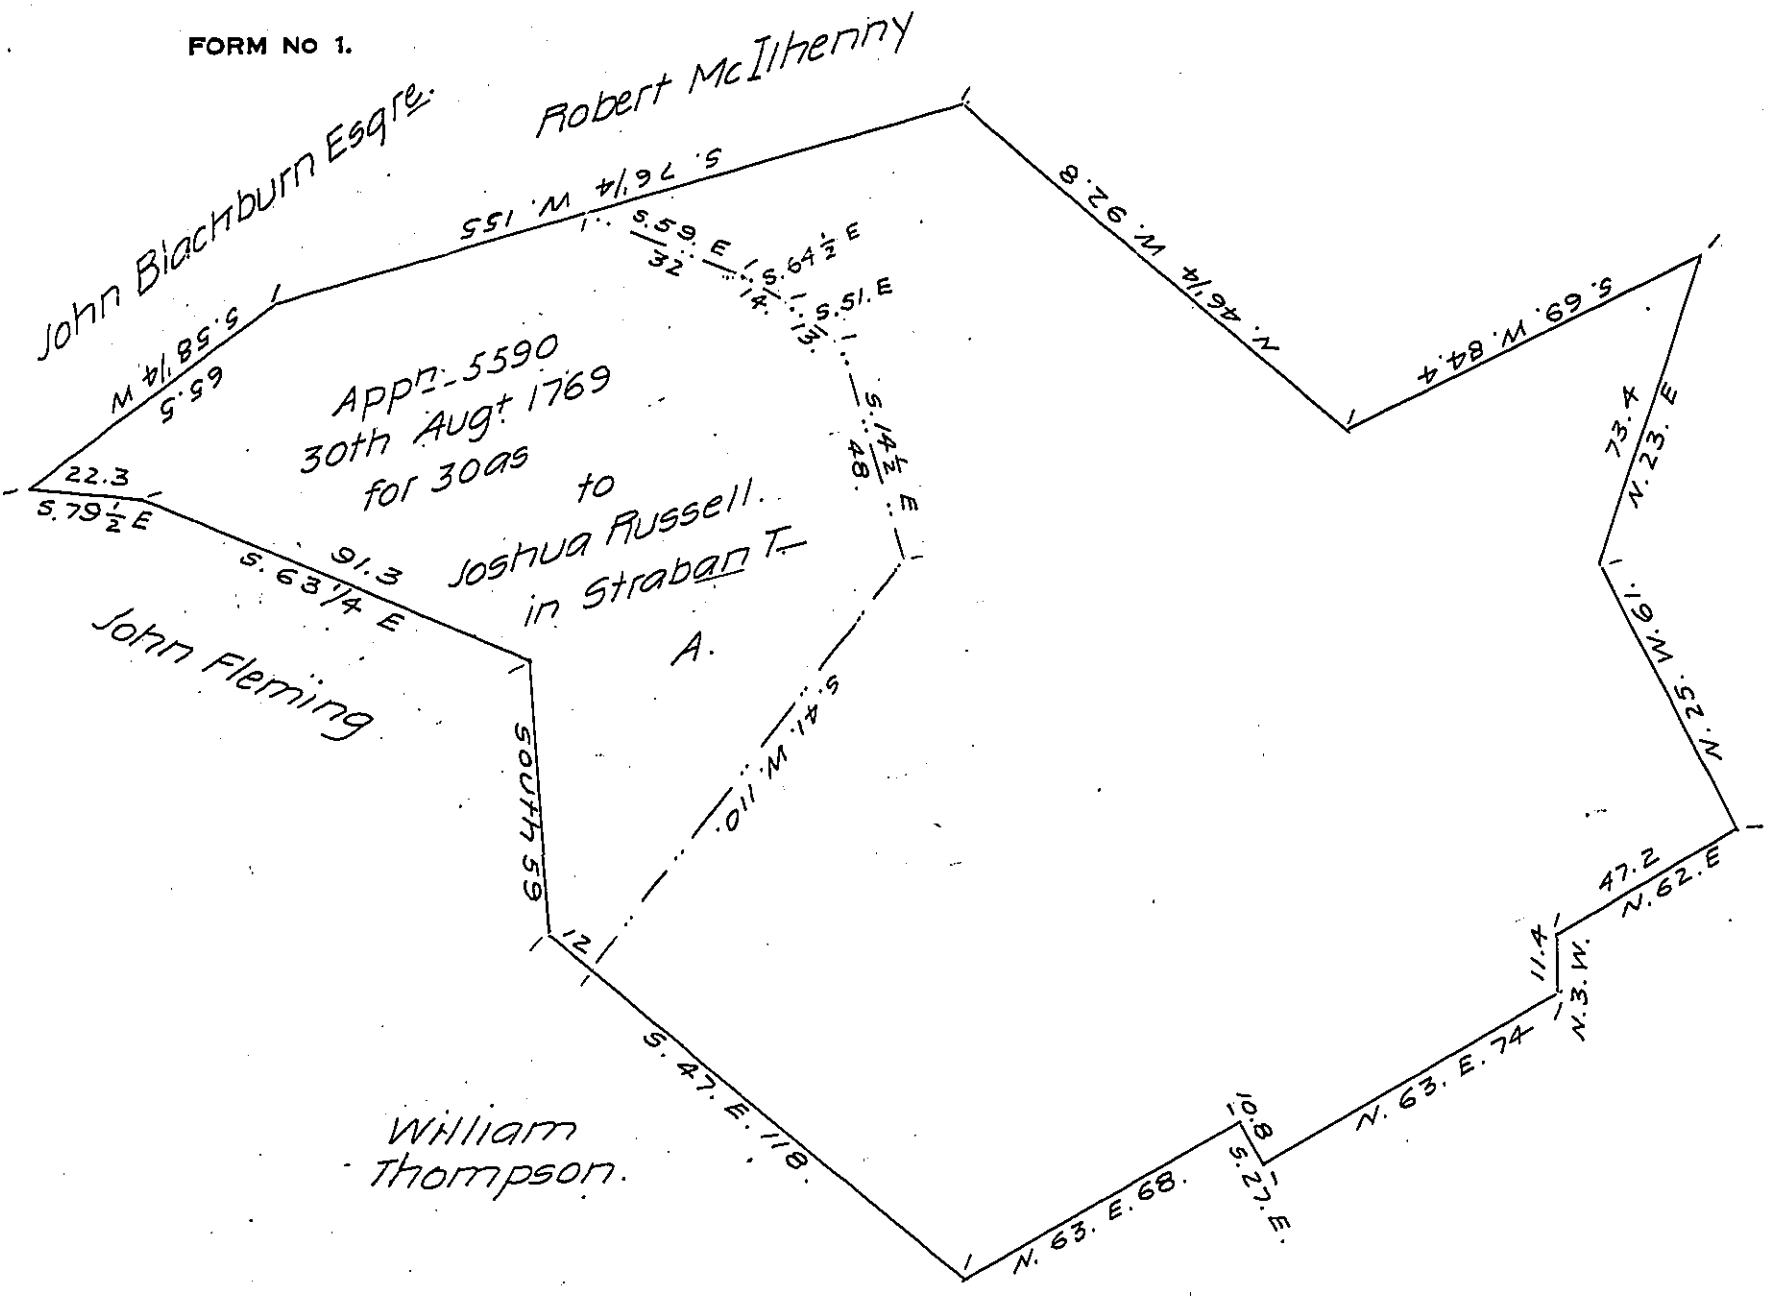 FORM No 1.
John Blackburn Esqre.
Robert McIlhenny
S. 76 1/4 W. 155
S. 59. E
32
S. 64 1/2 E
14.
S. 51. E
13.
S. 14 1/2 E
48.
S. 41. W. 110.
N. 46 1/4 W. 92.8
S. 69. W. 84.4
73.4
N. 23. E
N. 25. W. 61.
47.2
N. 62. E
11.4
N. 3. W.
N. 63. E. 74
10.8
S. 27. E.
N. 63. E. 68.
S. 47. E. 118.
12
South 59
91.3
S. 63 1/4 E
22.3
S. 79 1/2 E
S. 58 1/4 W
65.5
Appn. 5590
30th Augt 1769
for 30as
to
Joshua Russell.
in Straban T.
A.
John Fleming
William
Thompson.